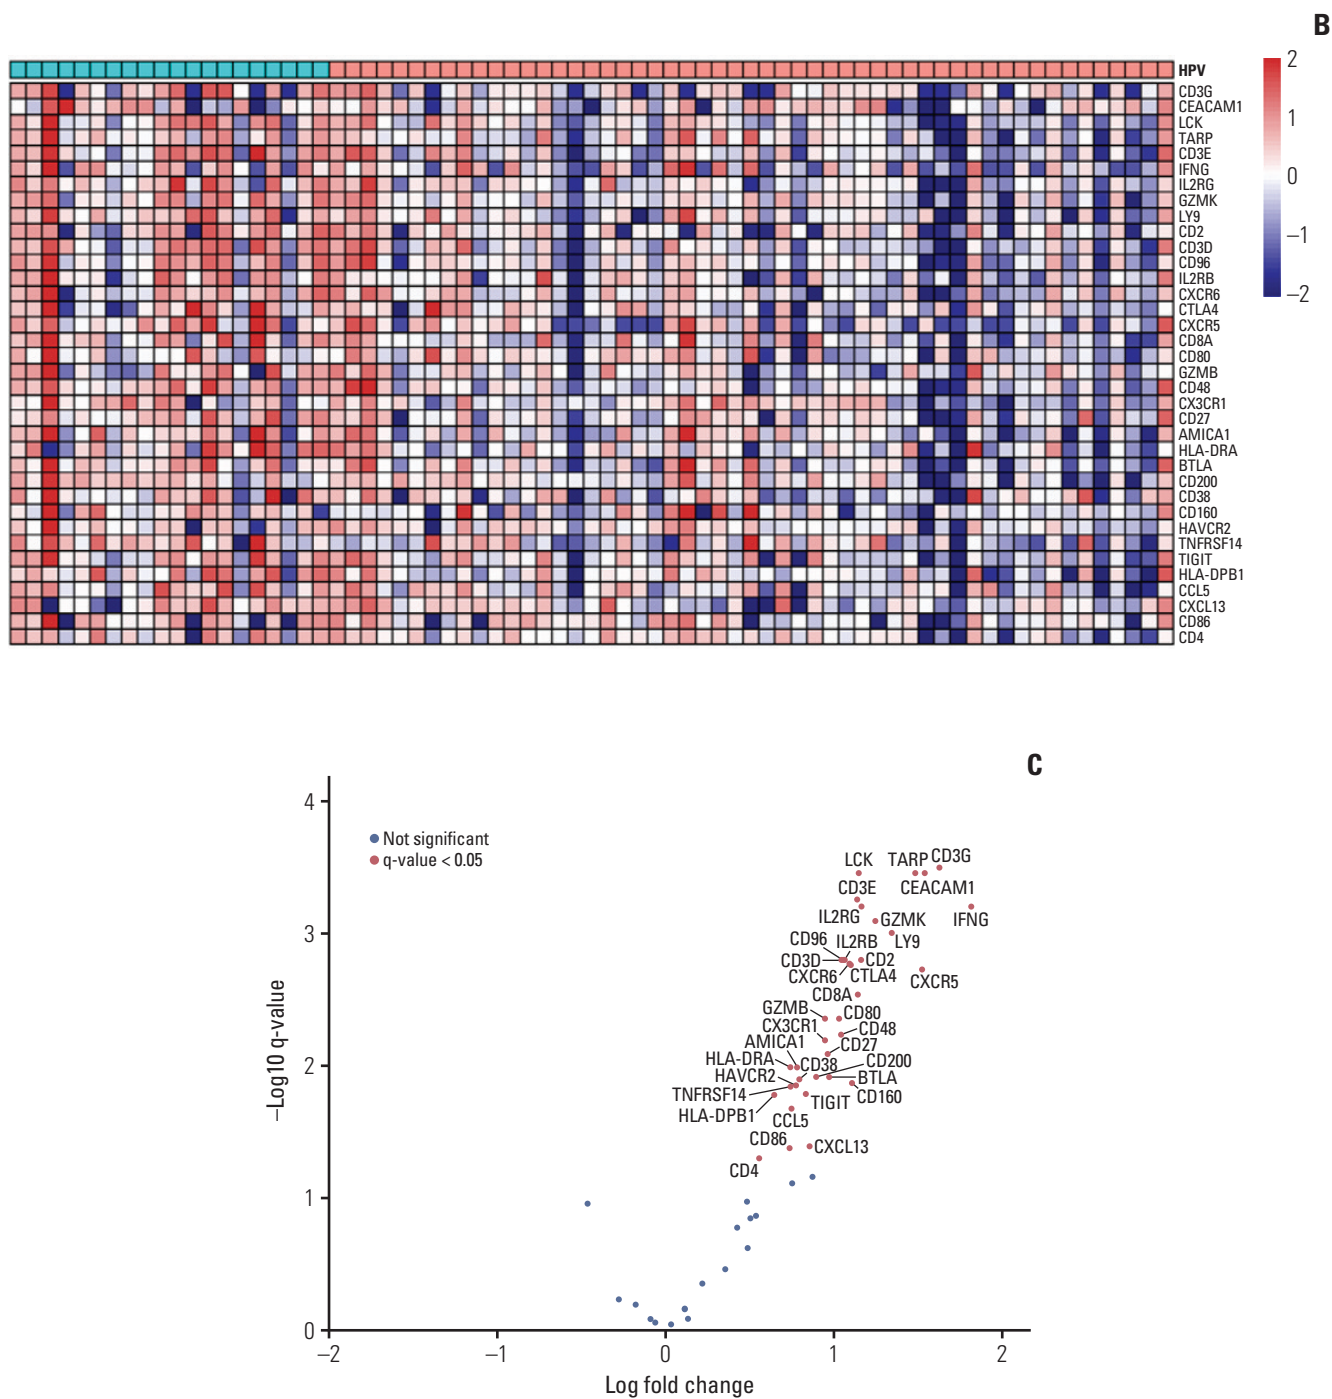 B
HPV
CD3G
CEACAM1
LCK
TARP
CD3E
IFNG
IL2RG
GZMK
LY9
CD2
CD3D
CD96
IL2RB
CXCR6
CTLA4
CXCR5
CD8A
CD80
GZMB
CD48
CX3CR1
CD27
AMICA1
HLA-DRA
BTLA
CD200
CD38
CD160
HAVCR2
TNFRSF14
TIGIT
HLA-DPB1
CCL5
CXCL13
CD86
CD4
2
1
0
−1
−2
C
4
3
2
1
0
−Log10 q-value
Not significant
q-value < 0.05
LCK TARP CD3G
CD3E CEACAM1
IL2RG GZMK IFNG
CD96 IL2RB LY9
CD3D CD2
CXCR6 CTLA4 CXCR5
CD8A
GZMB CD80
CX3CR1 CD48
AMICA1 CD27
HLA-DRA CD38 CD200
HAVCR2 BTLA
TNFRSF14 TIGIT CD160
HLA-DPB1
CCL5
CD86 CXCL13
CD4
−2 −1 0 1 2
Log fold change